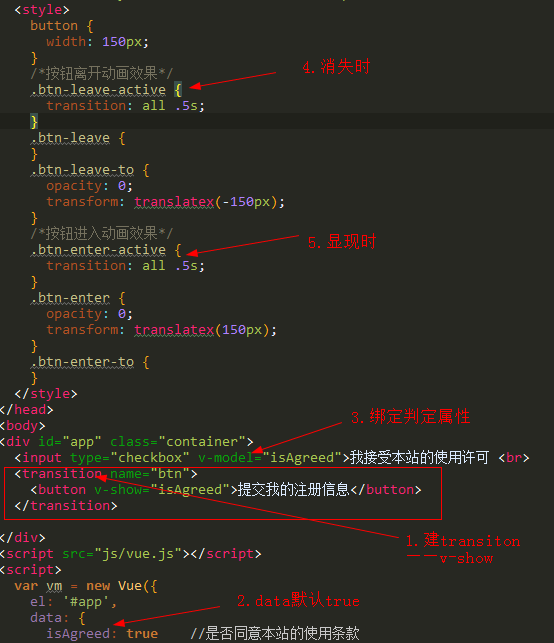 <style>
button {
width: 150px;
}
/*按钮离开动画效果*/
4.消失时
.btn-leave-active {
transition: all .5s;
}
.btn-leave {
}
.btn-leave-to {
opacity: 0;
transform: translatex(-150px);
}
/*按钮进入动画效果*/
5.显现时
.btn-enter-active {
transition: all .5s;
}
.btn-enter {
opacity: 0;
transform: translatex(150px);
}
.btn-enter-to {
}
</style>
</head>
3.绑定判定属性
<body>
<div id="app" class="container">
<input type="checkbox" v-model="isAgreed">我接受本站的使用许可 <br>
<transition name="btn">
<button v-show="isAgreed">提交我的注册信息</button>
</transition>
</div>
1.建transiton
——v-show
<script src="js/vue.js"></script>
<script>
var vm = new Vue({
el: '#app',
2.data默认true
data: {
isAgreed: true //是否同意本站的使用条款